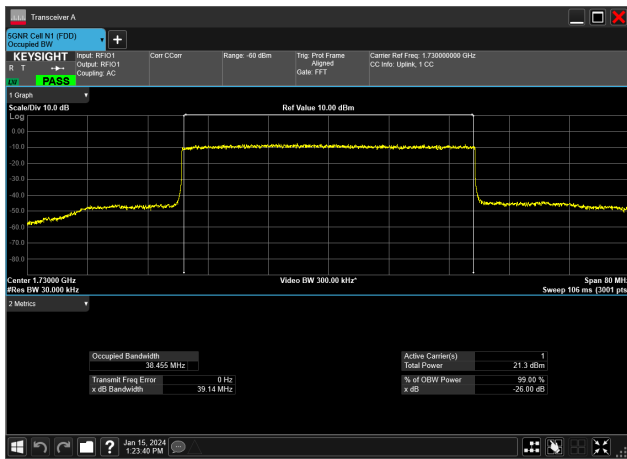 Transceiver A
5GNR Cell N1 (FDD)
Occupied BW
KEYSIGHT
R T
LNI
PASS
Input: RFIO1
Output: RFIO1
Coupling: AC
Corr CCorr
Range: -60 dBm
Trig: Prot Frame
Aligned
Gate: FFT
Carrier Ref Freq: 1.730000000 GHz
CC Info: Uplink, 1 CC
1 Graph
Scale/Div 10.0 dB
Ref Value 10.00 dBm
Log
0.00
-10.0
-20.0
-30.0
-40.0
-50.0
-60.0
-70.0
-80.0
Center 1.73000 GHz
Video BW 300.00 kHz*
Span 80 MHz
#Res BW 30.000 kHz
Sweep 106 ms (3001 pts
2 Metrics
Occupied Bandwidth
38.455 MHz
Transmit Freq Error 0 Hz
x dB Bandwidth 39.14 MHz
Active Carrier(s) 1
Total Power 21.3 dBm
% of OBW Power 99.00 %
x dB -26.00 dB
?
Jan 15, 2024
1:23:40 PM